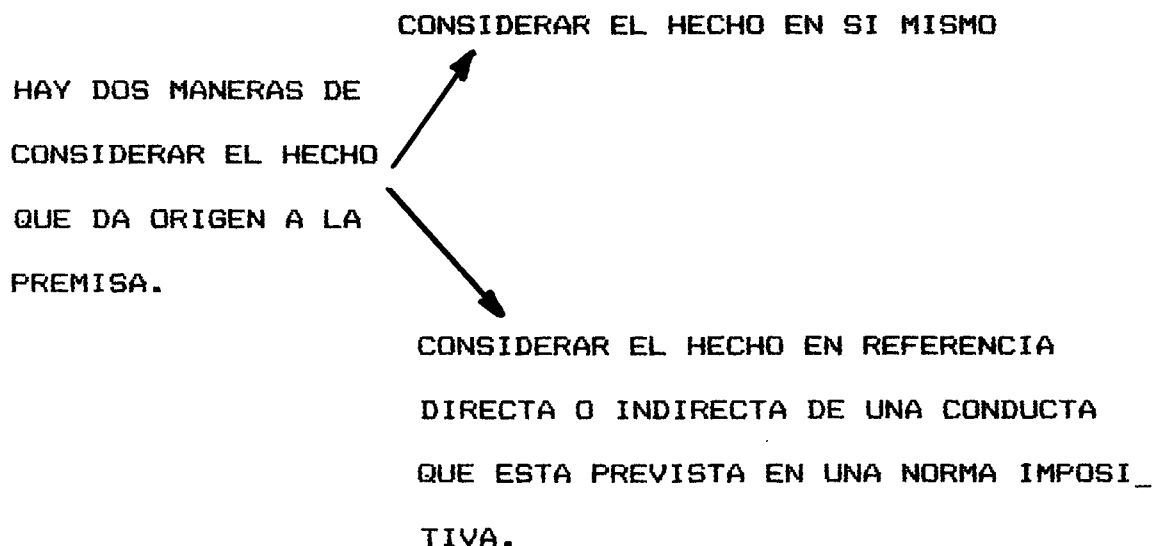 CONSIDERAR EL HECHO EN SI MISMO
HAY DOS MANERAS DE
CONSIDERAR EL HECHO
QUE DA ORIGEN A LA
PREMISA.
CONSIDERAR EL HECHO EN REFERENCIA
DIRECTA O INDIRECTA DE UNA CONDUCTA
QUE ESTA PREVISTA EN UNA NORMA IMPOSI_
TIVA.